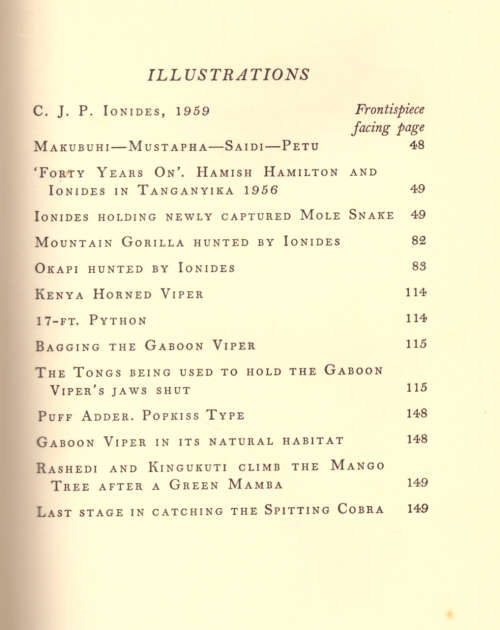 ILLUSTRATIONS
C. J. P. Ionides, 1959 Frontispiece
facing page
Makubuhi—Mustapha—Saidi—Petu 48
‘Forty Years On’. Hamish Hamilton and
Ionides in Tanganyika 1956 49
Ionides holding newly captured Mole Snake 49
Mountain Gorilla hunted by Ionides 82
Okapi hunted by Ionides 83
Kenya Horned Viper 114
17-ft. Python 114
Bagging the Gaboon Viper 115
The Tongs being used to hold the Gaboon
Viper's jaws shut 115
Puff Adder. Popkiss Type 148
Gaboon Viper in its natural habitat 148
Rashedi and Kingukuti climb the Mango
Tree after a Green Mamba 149
Last stage in catching the Spitting Cobra 149